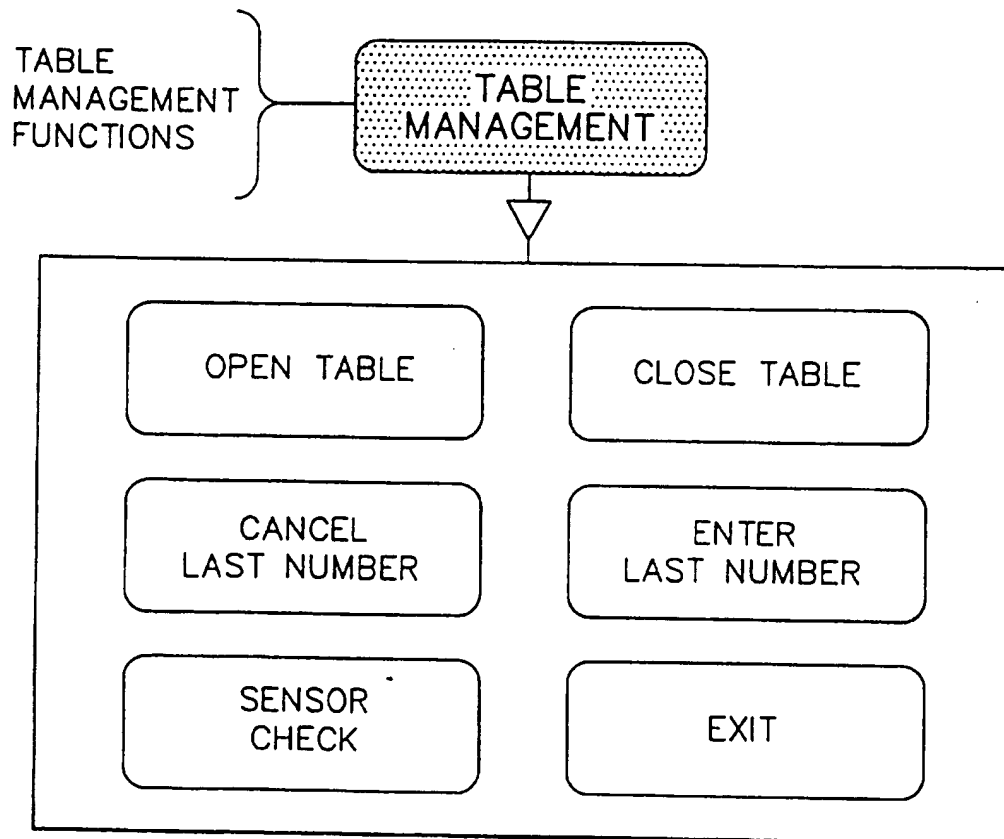 TABLE
MANAGEMENT
FUNCTIONS
TABLE
MANAGEMENT
OPEN TABLE
CLOSE TABLE
CANCEL
LAST NUMBER
ENTER
LAST NUMBER
SENSOR
CHECK
EXIT